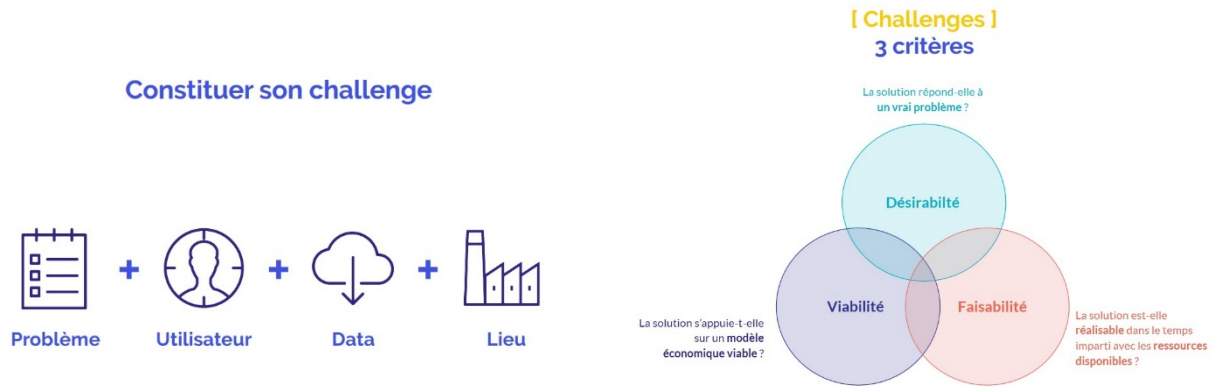 Constituer son challenge
Problème + Utilisateur + Data + Lieu
[ Challenges ]
3 critères
La solution répond-elle à
un vrai problème ?
Désirabilté
Viabilité
Faisabilité
La solution s'appuie-t-elle
sur un modèle
économique viable ?
La solution est-elle
réalisable dans le temps
imparti avec les ressources
disponibles ?